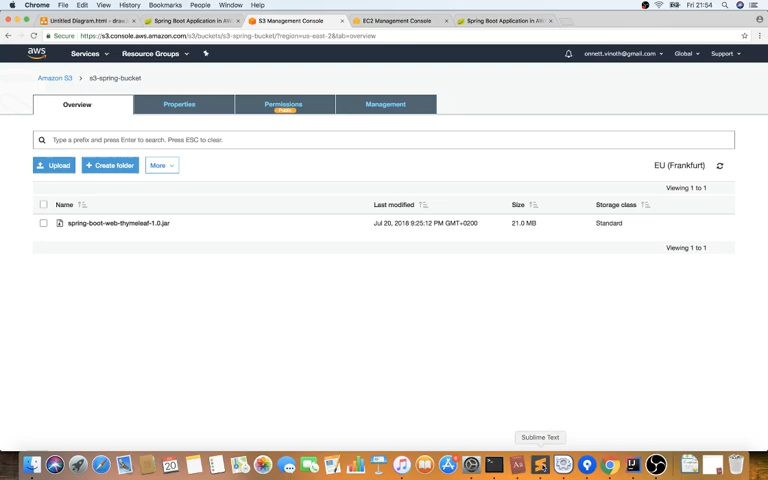 Chrome File Edit View History Bookmarks People Window Help Fri 21:54
Untitled Diagram.html - draw Spring Boot Application in AW S3 Management Console EC2 Management Console Spring Boot Application in AW
Secure https://s3.console.aws.amazon.com/s3/buckets/s3-spring-bucket/?region=us-east-2&tab=overview
aws Services Resource Groups onnett.vinoth@gmail.com Global Support
Amazon S3 > s3-spring-bucket
Overview Properties Permissions Management
Public
Type a prefix and press Enter to search. Press ESC to clear.
Upload + Create folder More EU (Frankfurt)
Viewing 1 to 1
Name Last modified Size Storage class
spring-boot-web-thymeleaf-1.0.jar Jul 20, 2018 9:25:12 PM GMT+0200 21.0 MB Standard
Viewing 1 to 1
Sublime Text
20